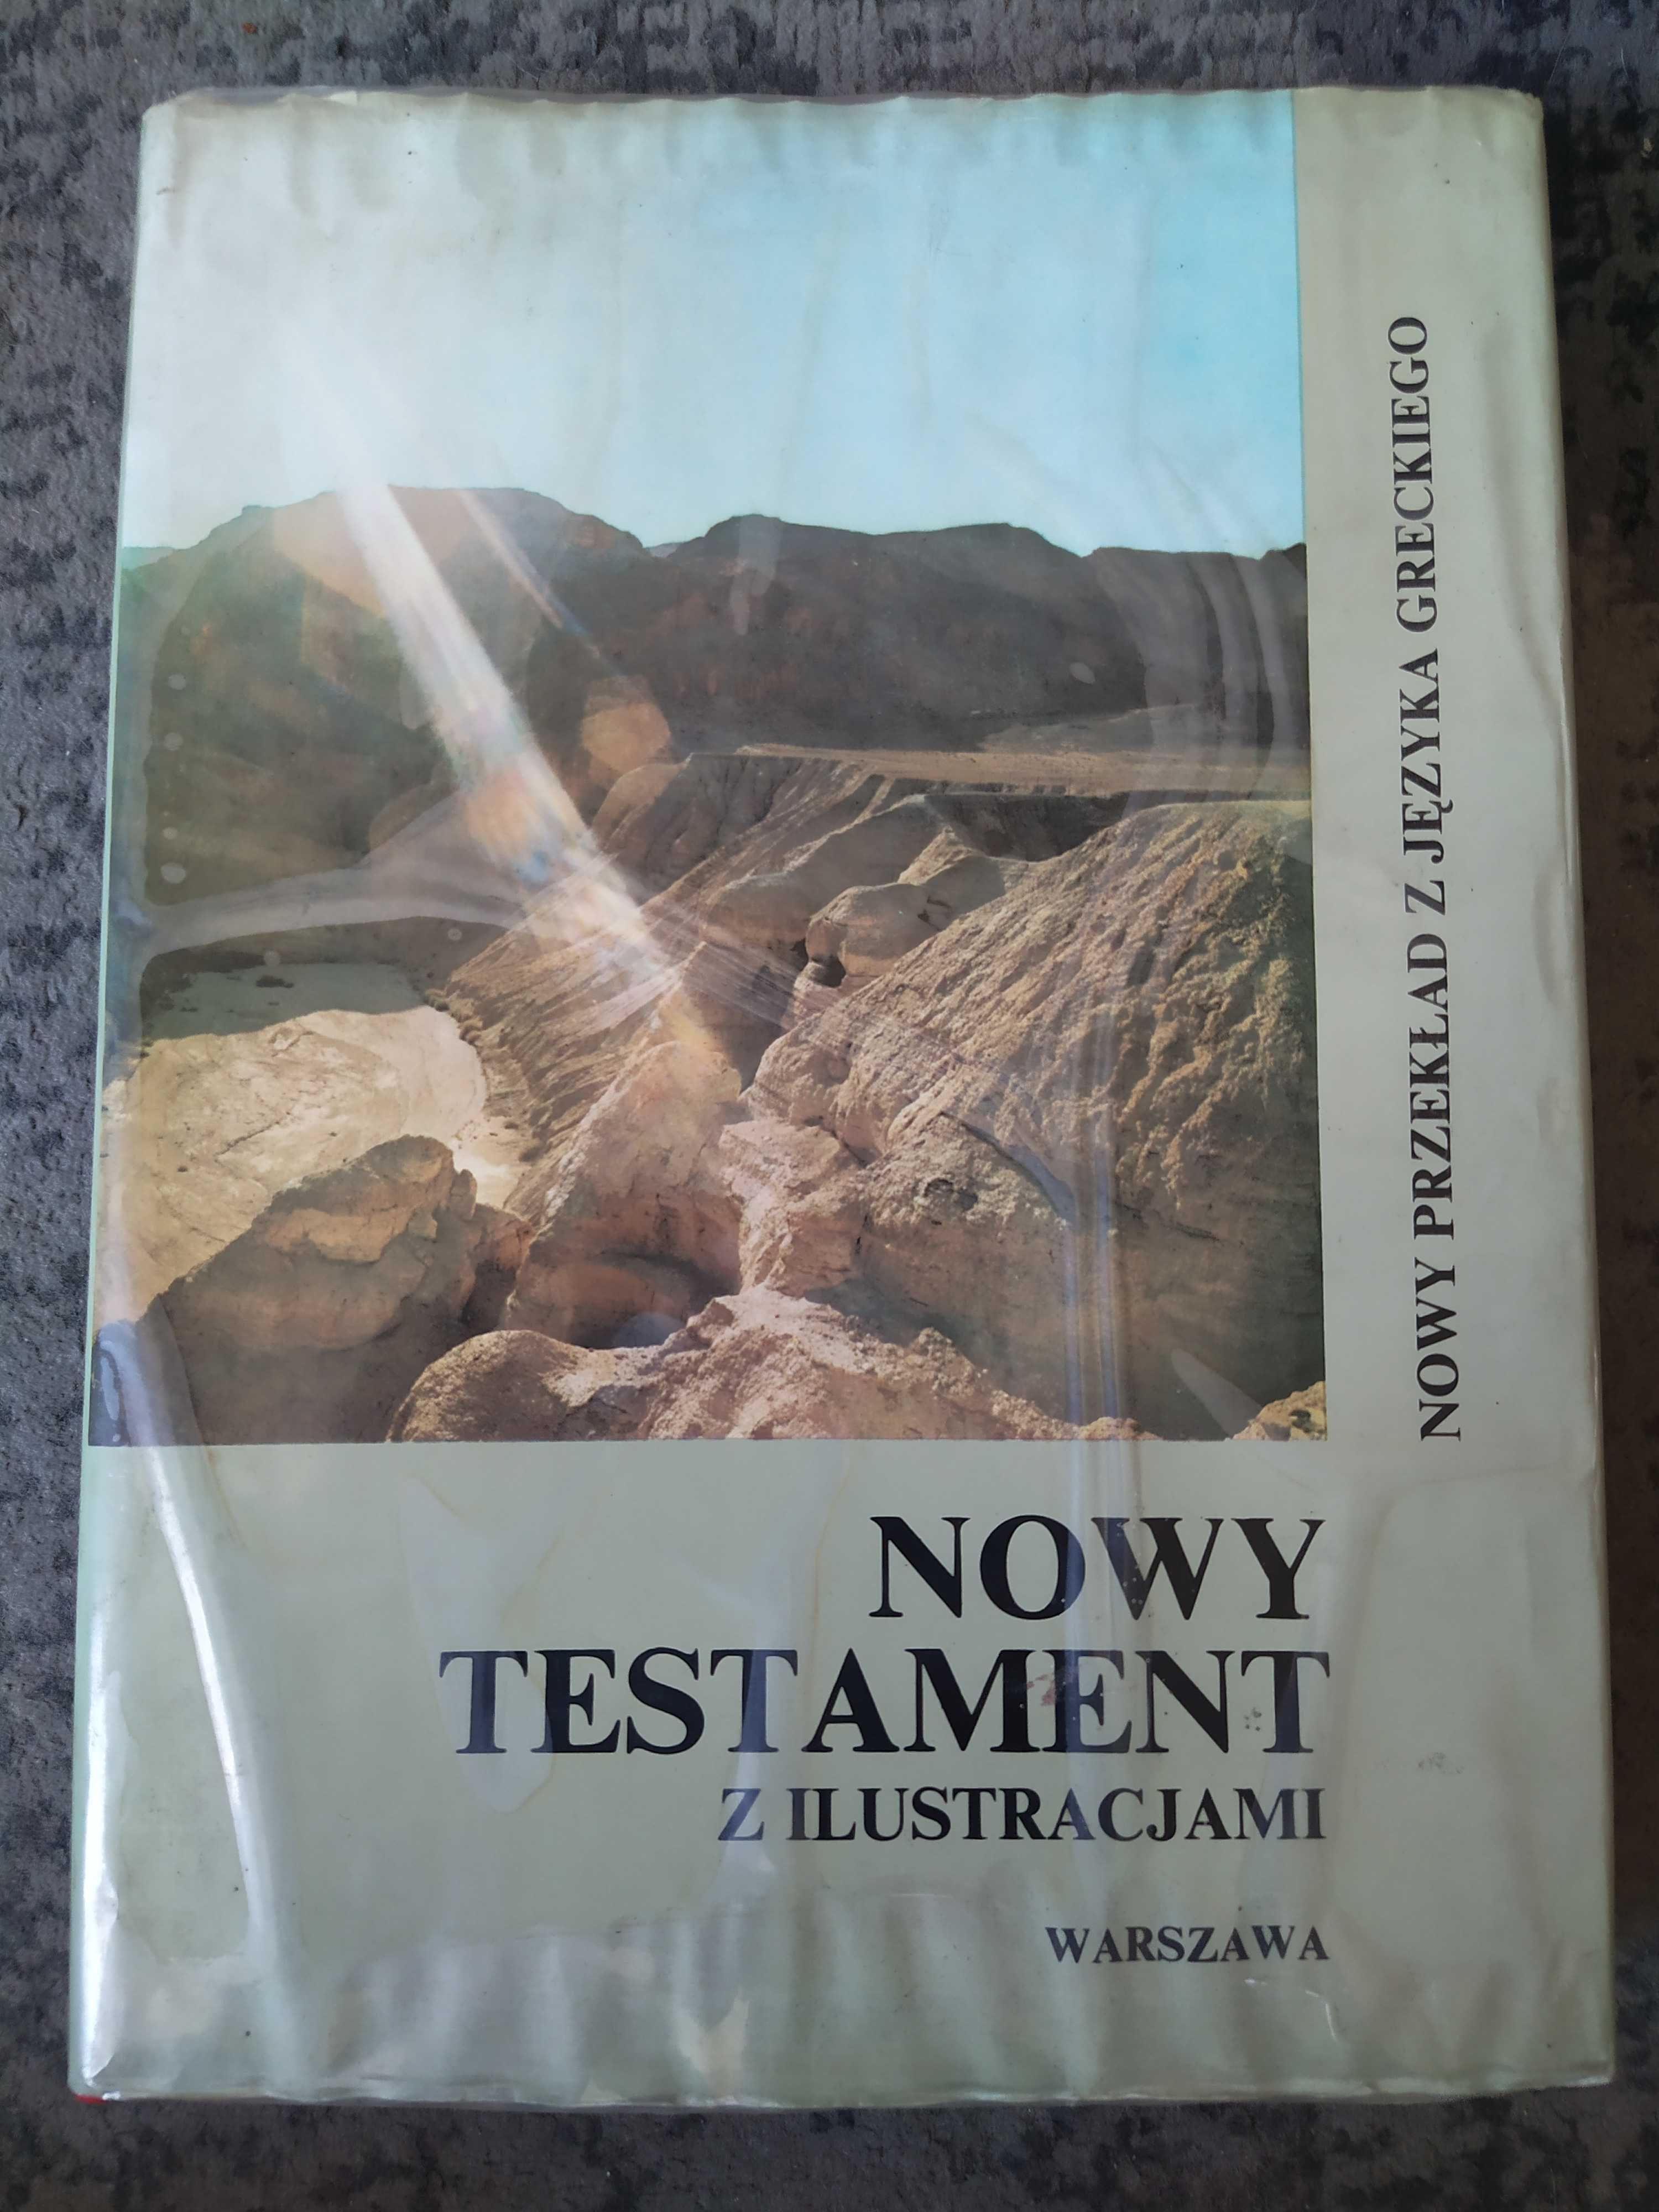 NOWY PRZEKŁAD Z JĘZYKA GRECKIEGO
NOWY
TESTAMENT
Z ILUSTRACJAMI
WARSZAWA